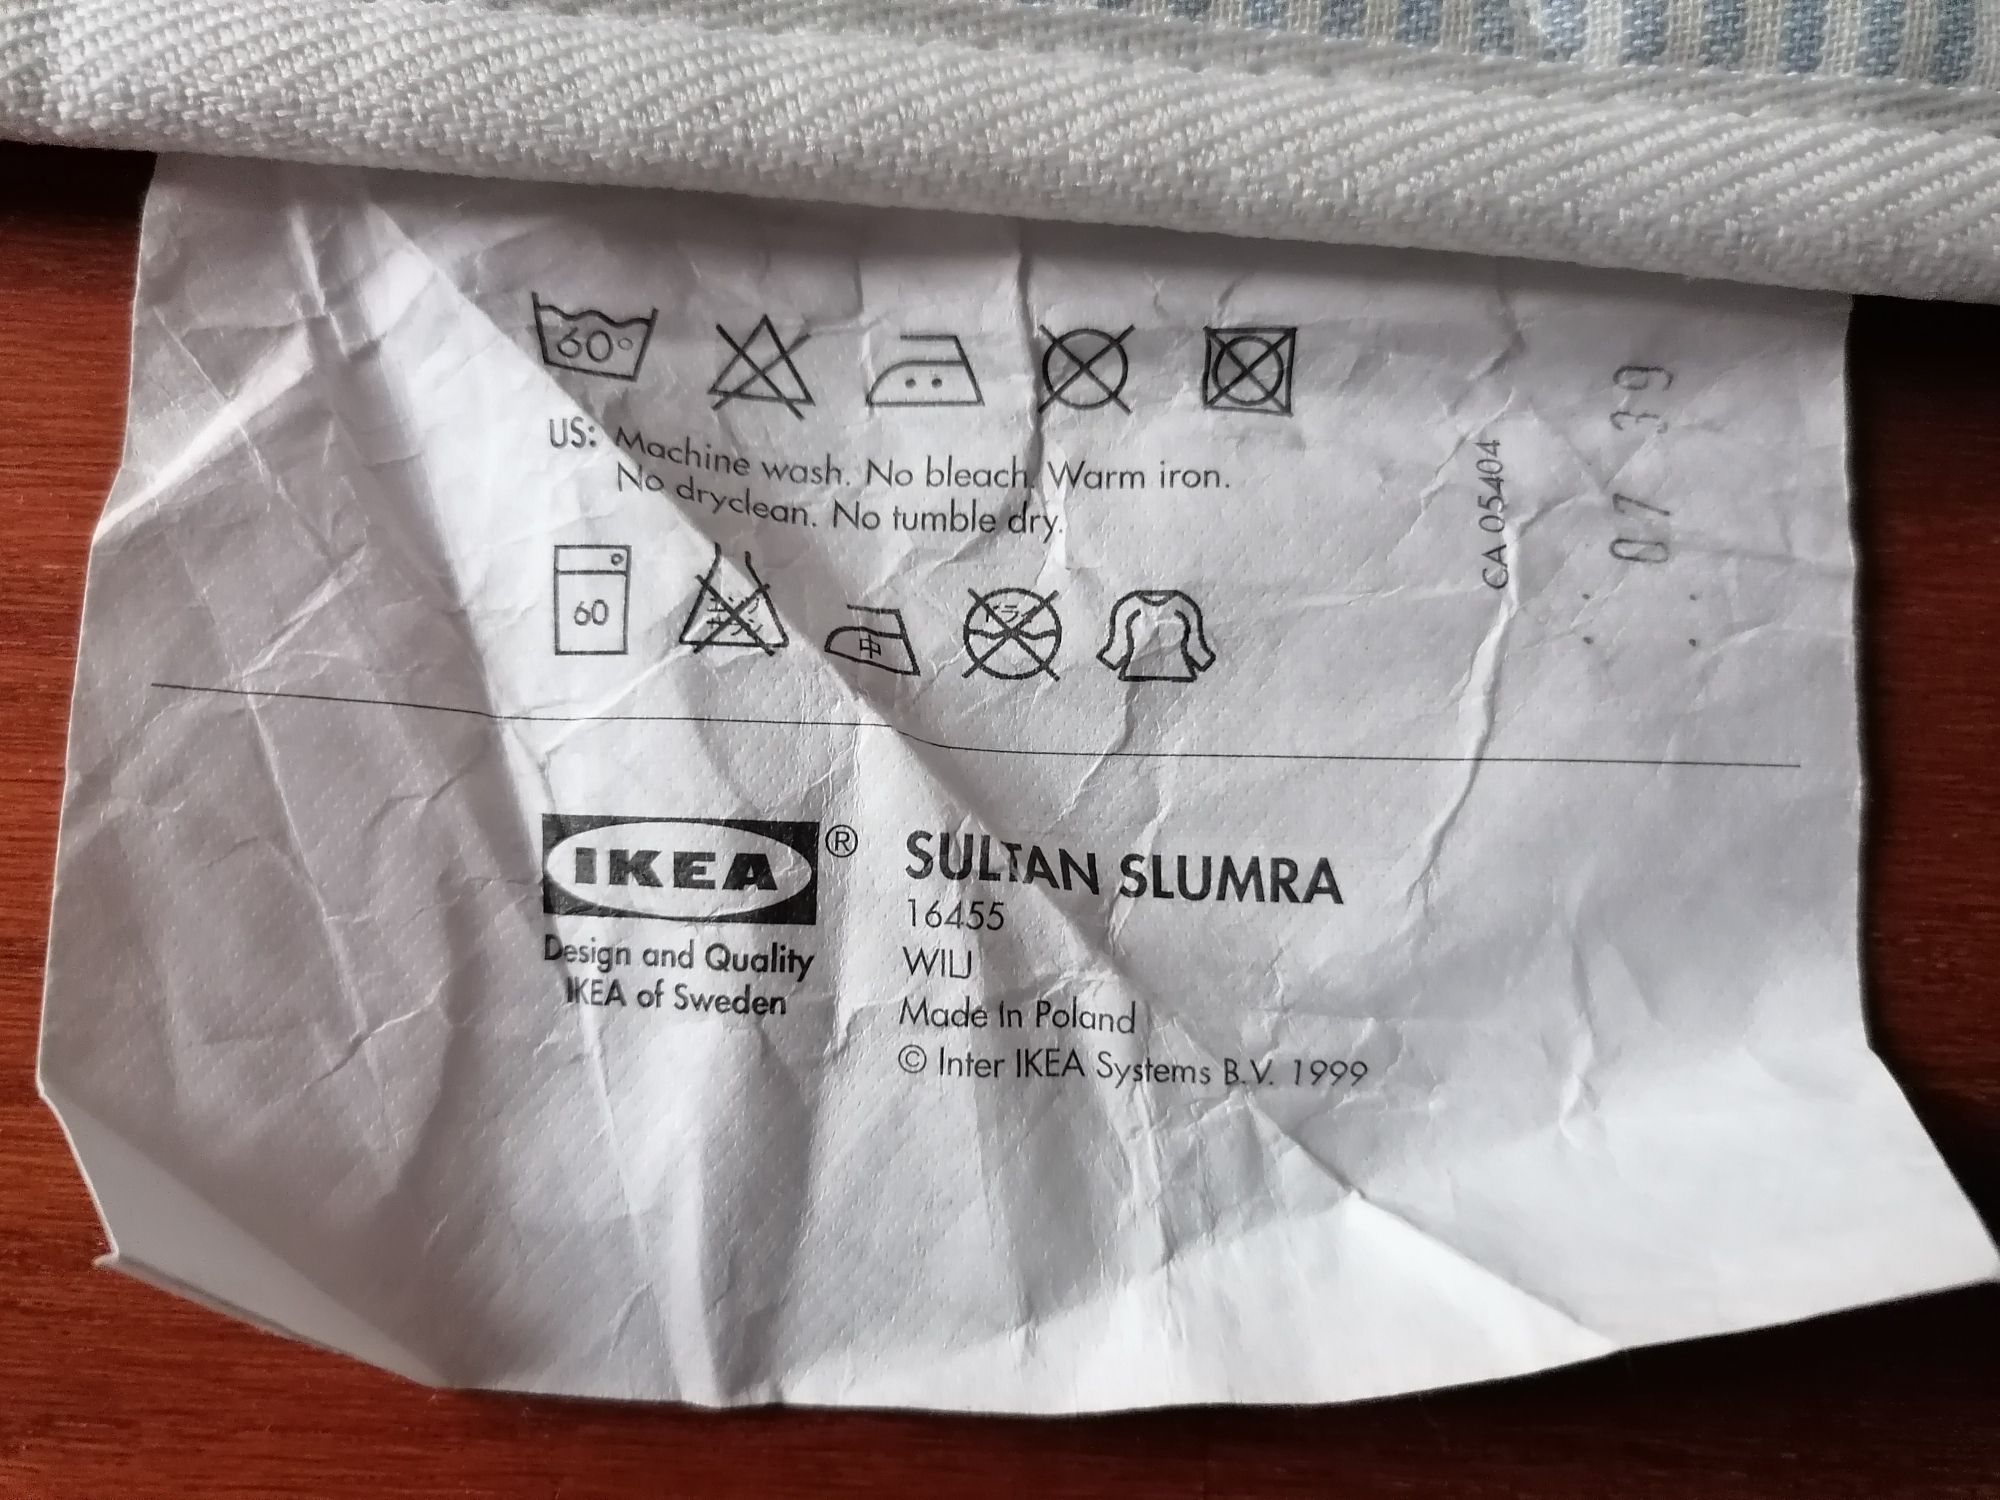 60°
US: Machine wash. No bleach. Warm iron.
No dryclean. No tumble dry.
60
中
IKEA®
Design and Quality
IKEA of Sweden
SULTAN SLUMRA
16455
WILJ
Made In Poland
© Inter IKEA Systems B.V. 1999
CA 05404
07 39